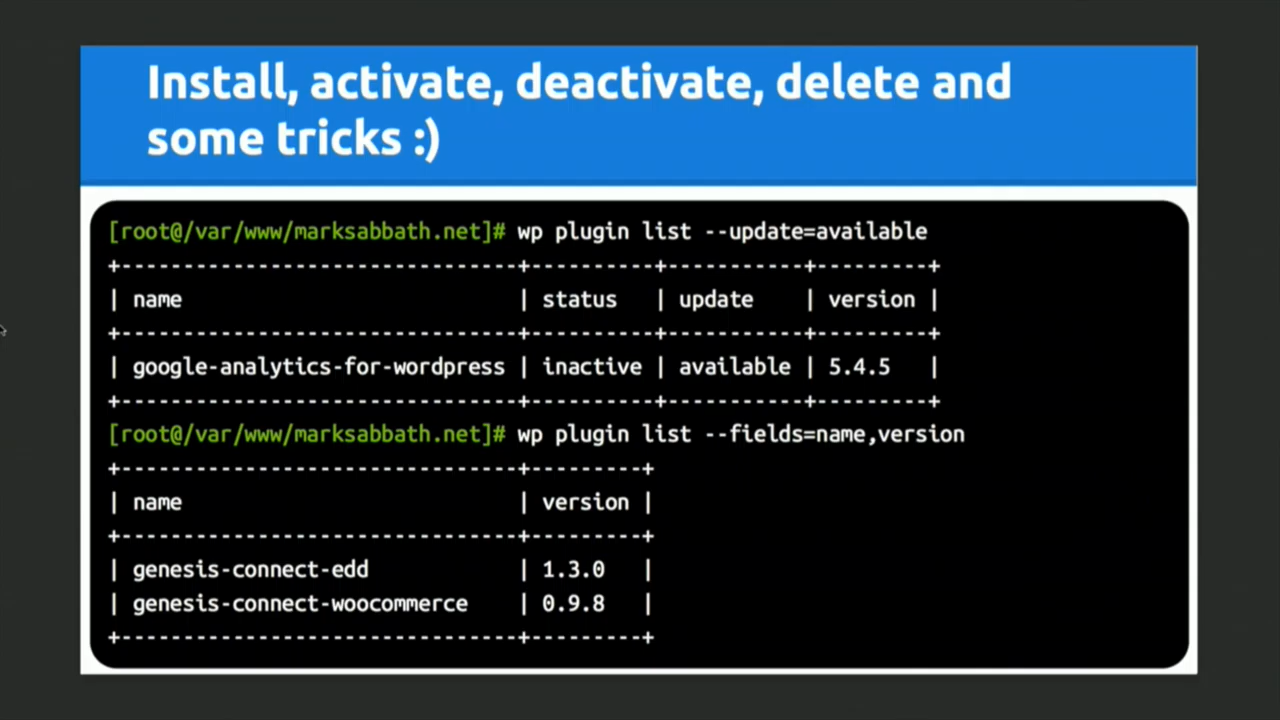 Install, activate, deactivate, delete and
some tricks :)
[root@/var/www/marksabbath.net]# wp plugin list --update=available
+---------------------------------+----------+-----------+---------+
| name                            | status   | update    | version |
+---------------------------------+----------+-----------+---------+
| google-analytics-for-wordpress | inactive | available | 5.4.5   |
+---------------------------------+----------+-----------+---------+
[root@/var/www/marksabbath.net]# wp plugin list --fields=name,version
+---------------------------------+---------+
| name                            | version |
+---------------------------------+---------+
| genesis-connect-edd             | 1.3.0   |
| genesis-connect-woocommerce     | 0.9.8   |
+---------------------------------+---------+